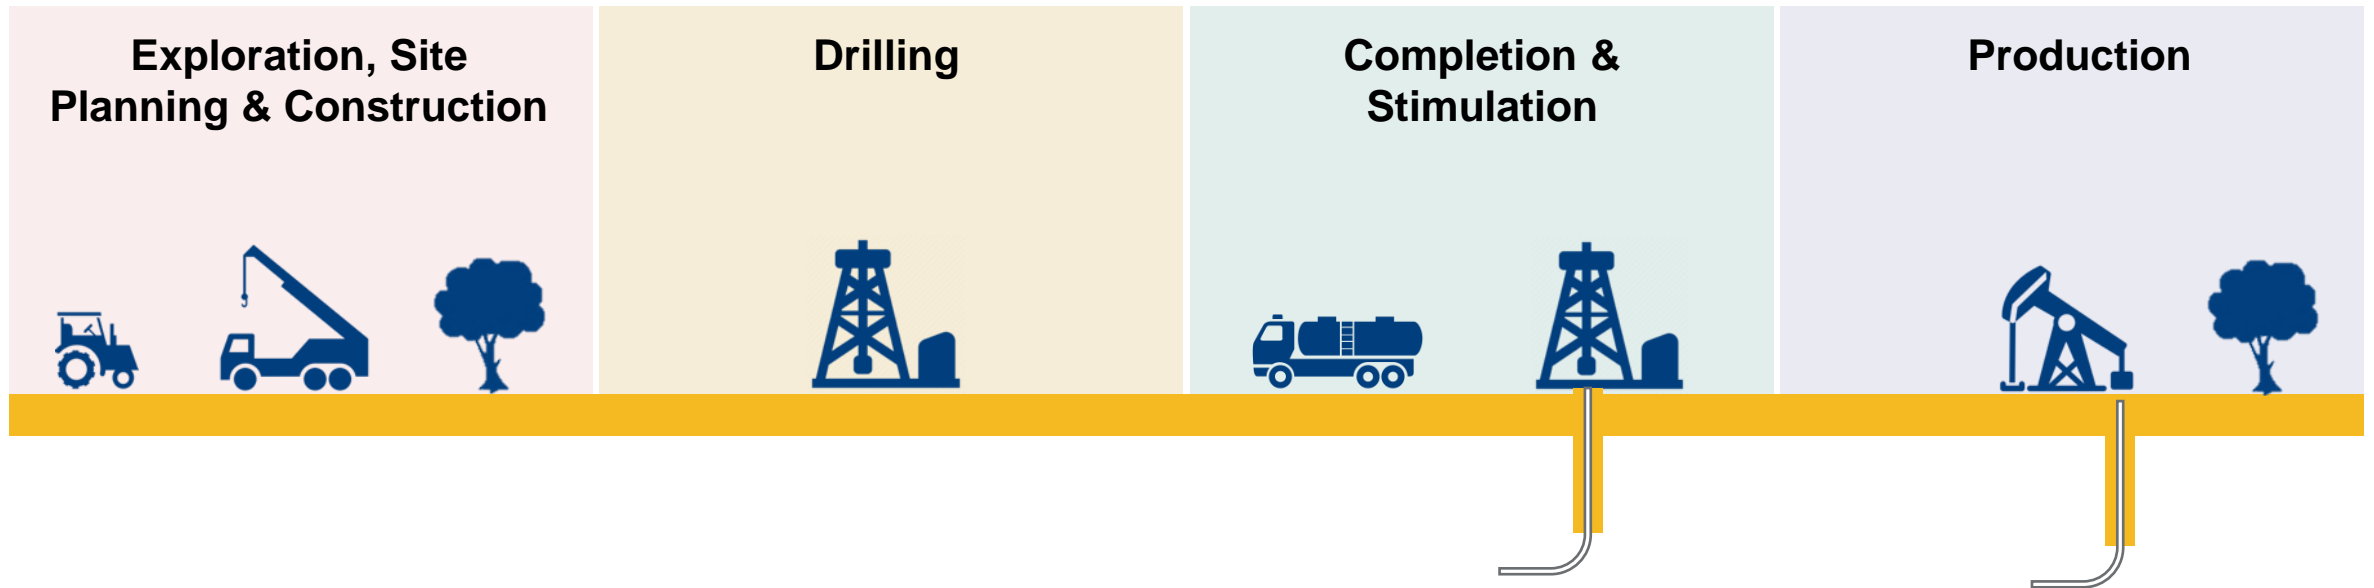 Exploration, Site
Planning & Construction
Drilling
Completion &
Stimulation
Production